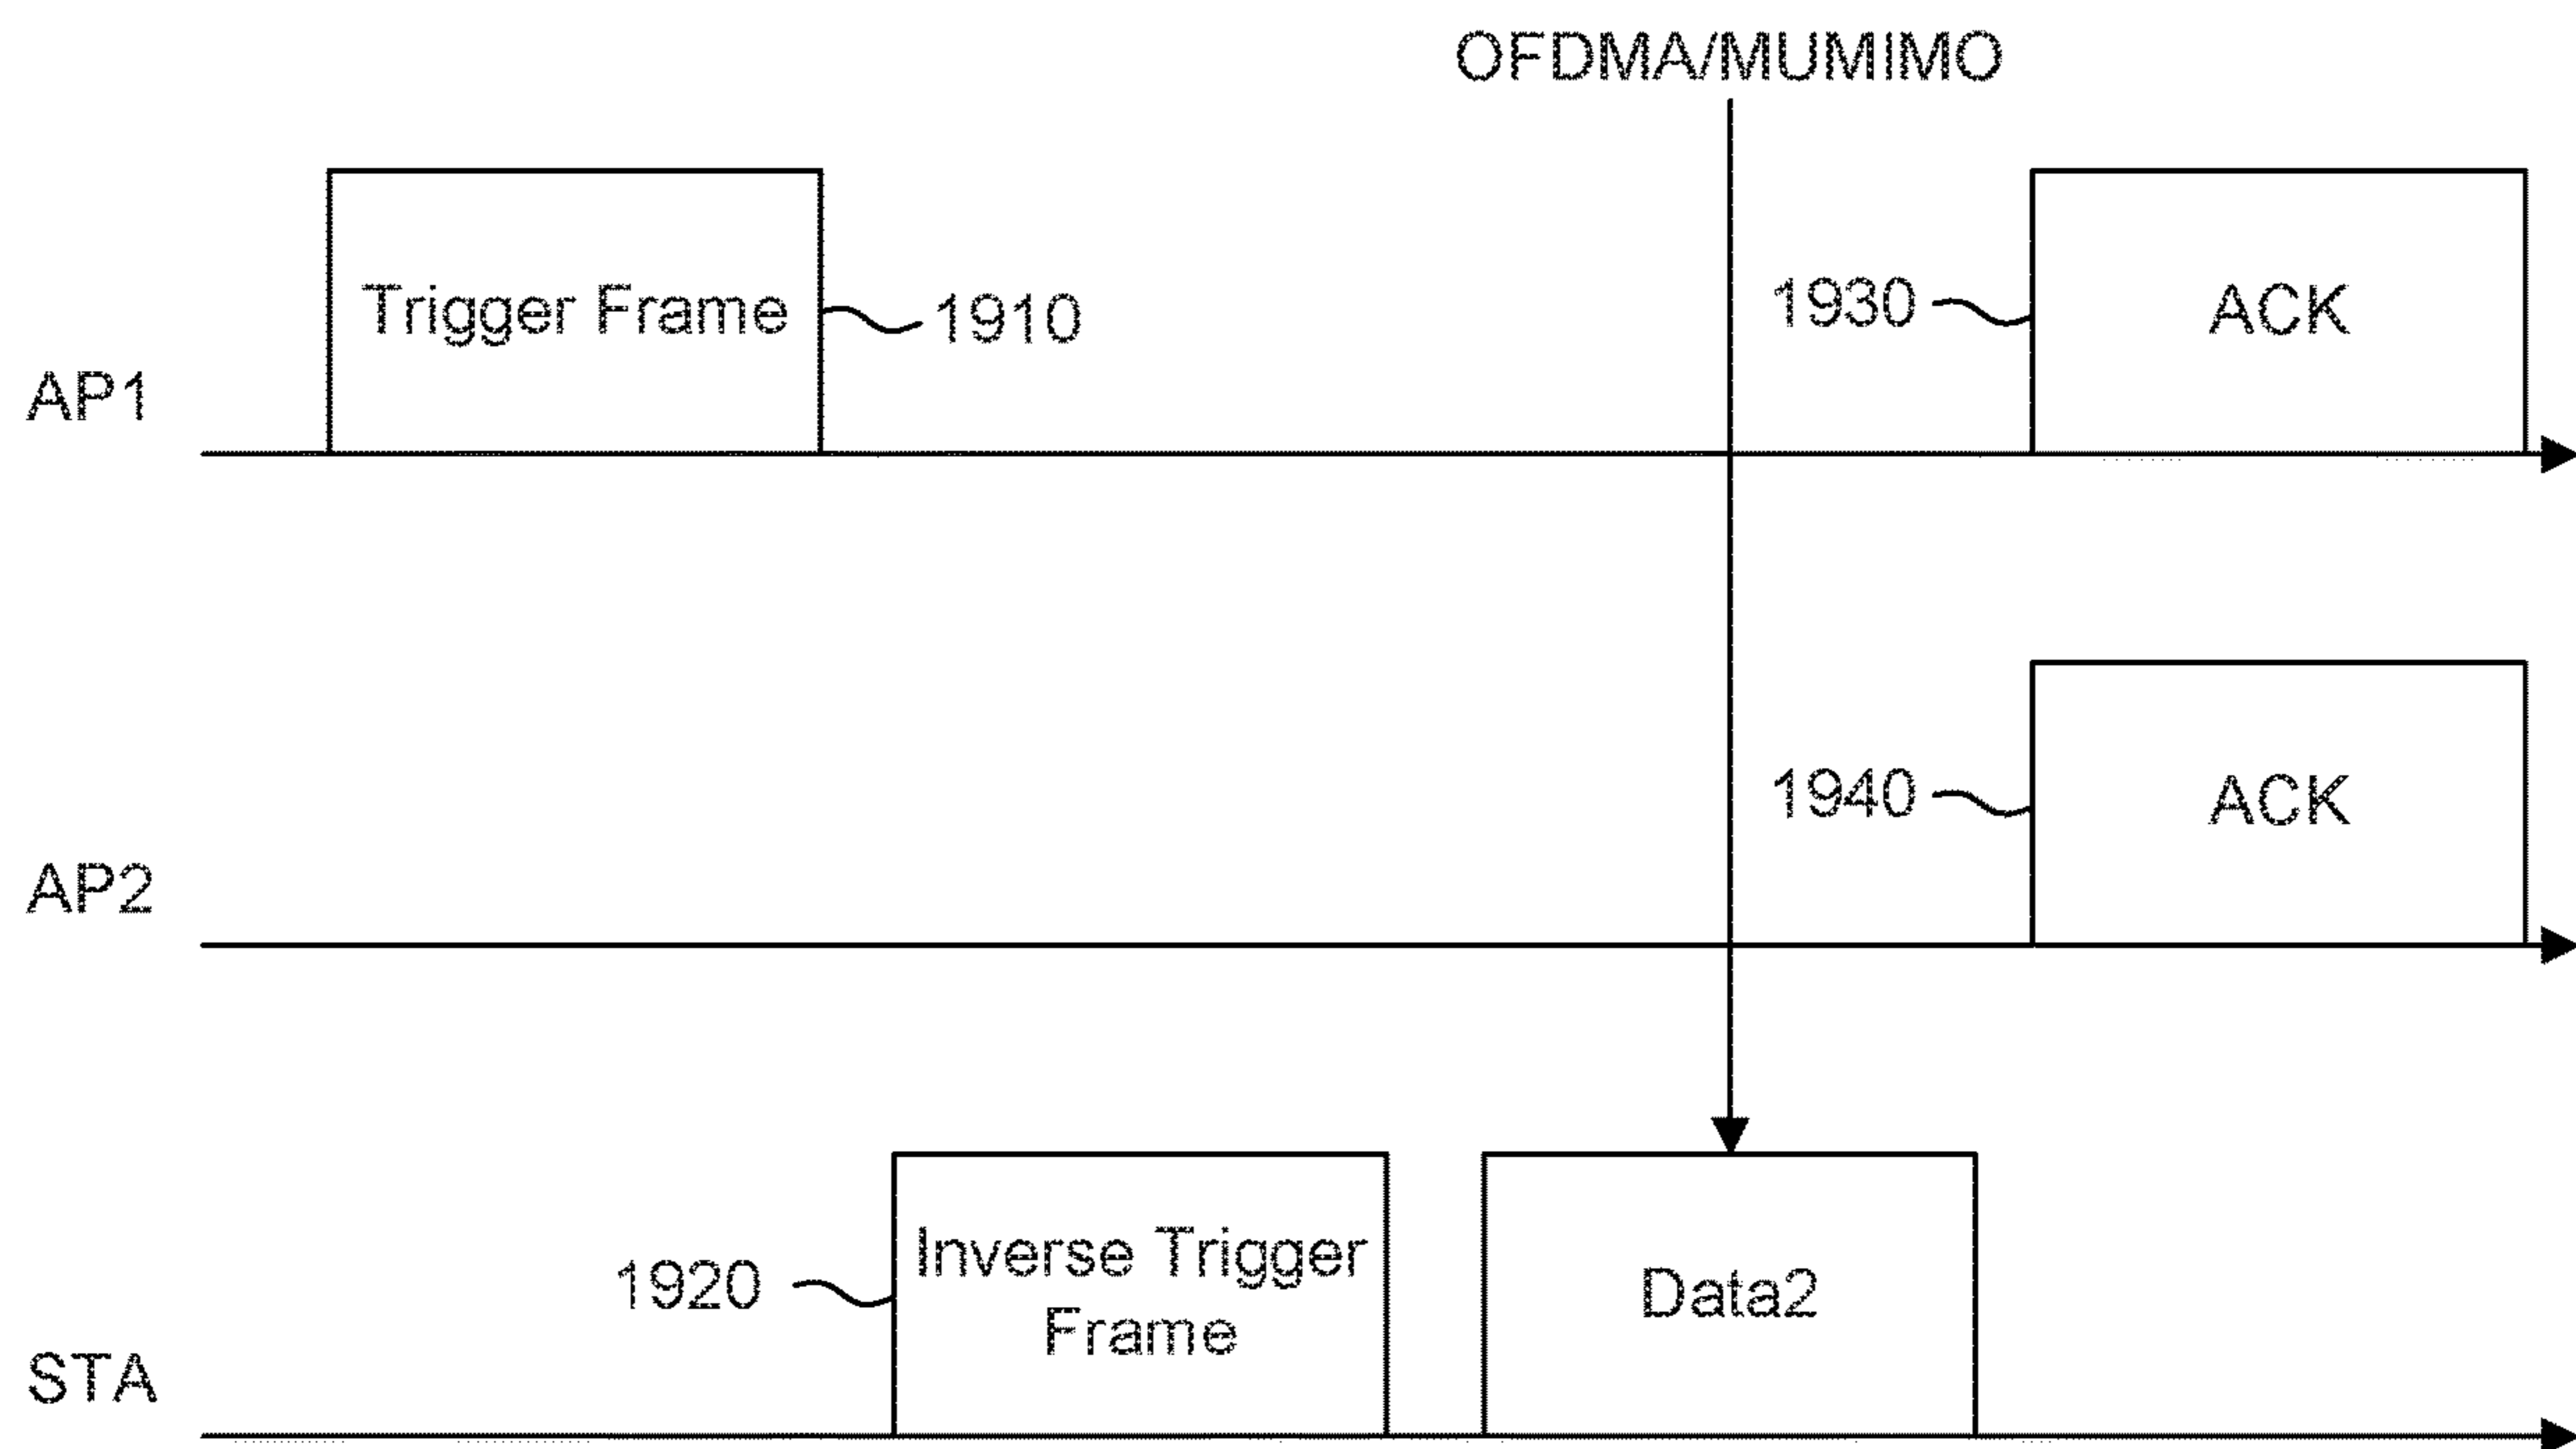 OFDMA/MUMIMO
Trigger Frame
1910
1930
ACK
AP1
1940
ACK
AP2
1920
Inverse Trigger
Frame
Data2
STA